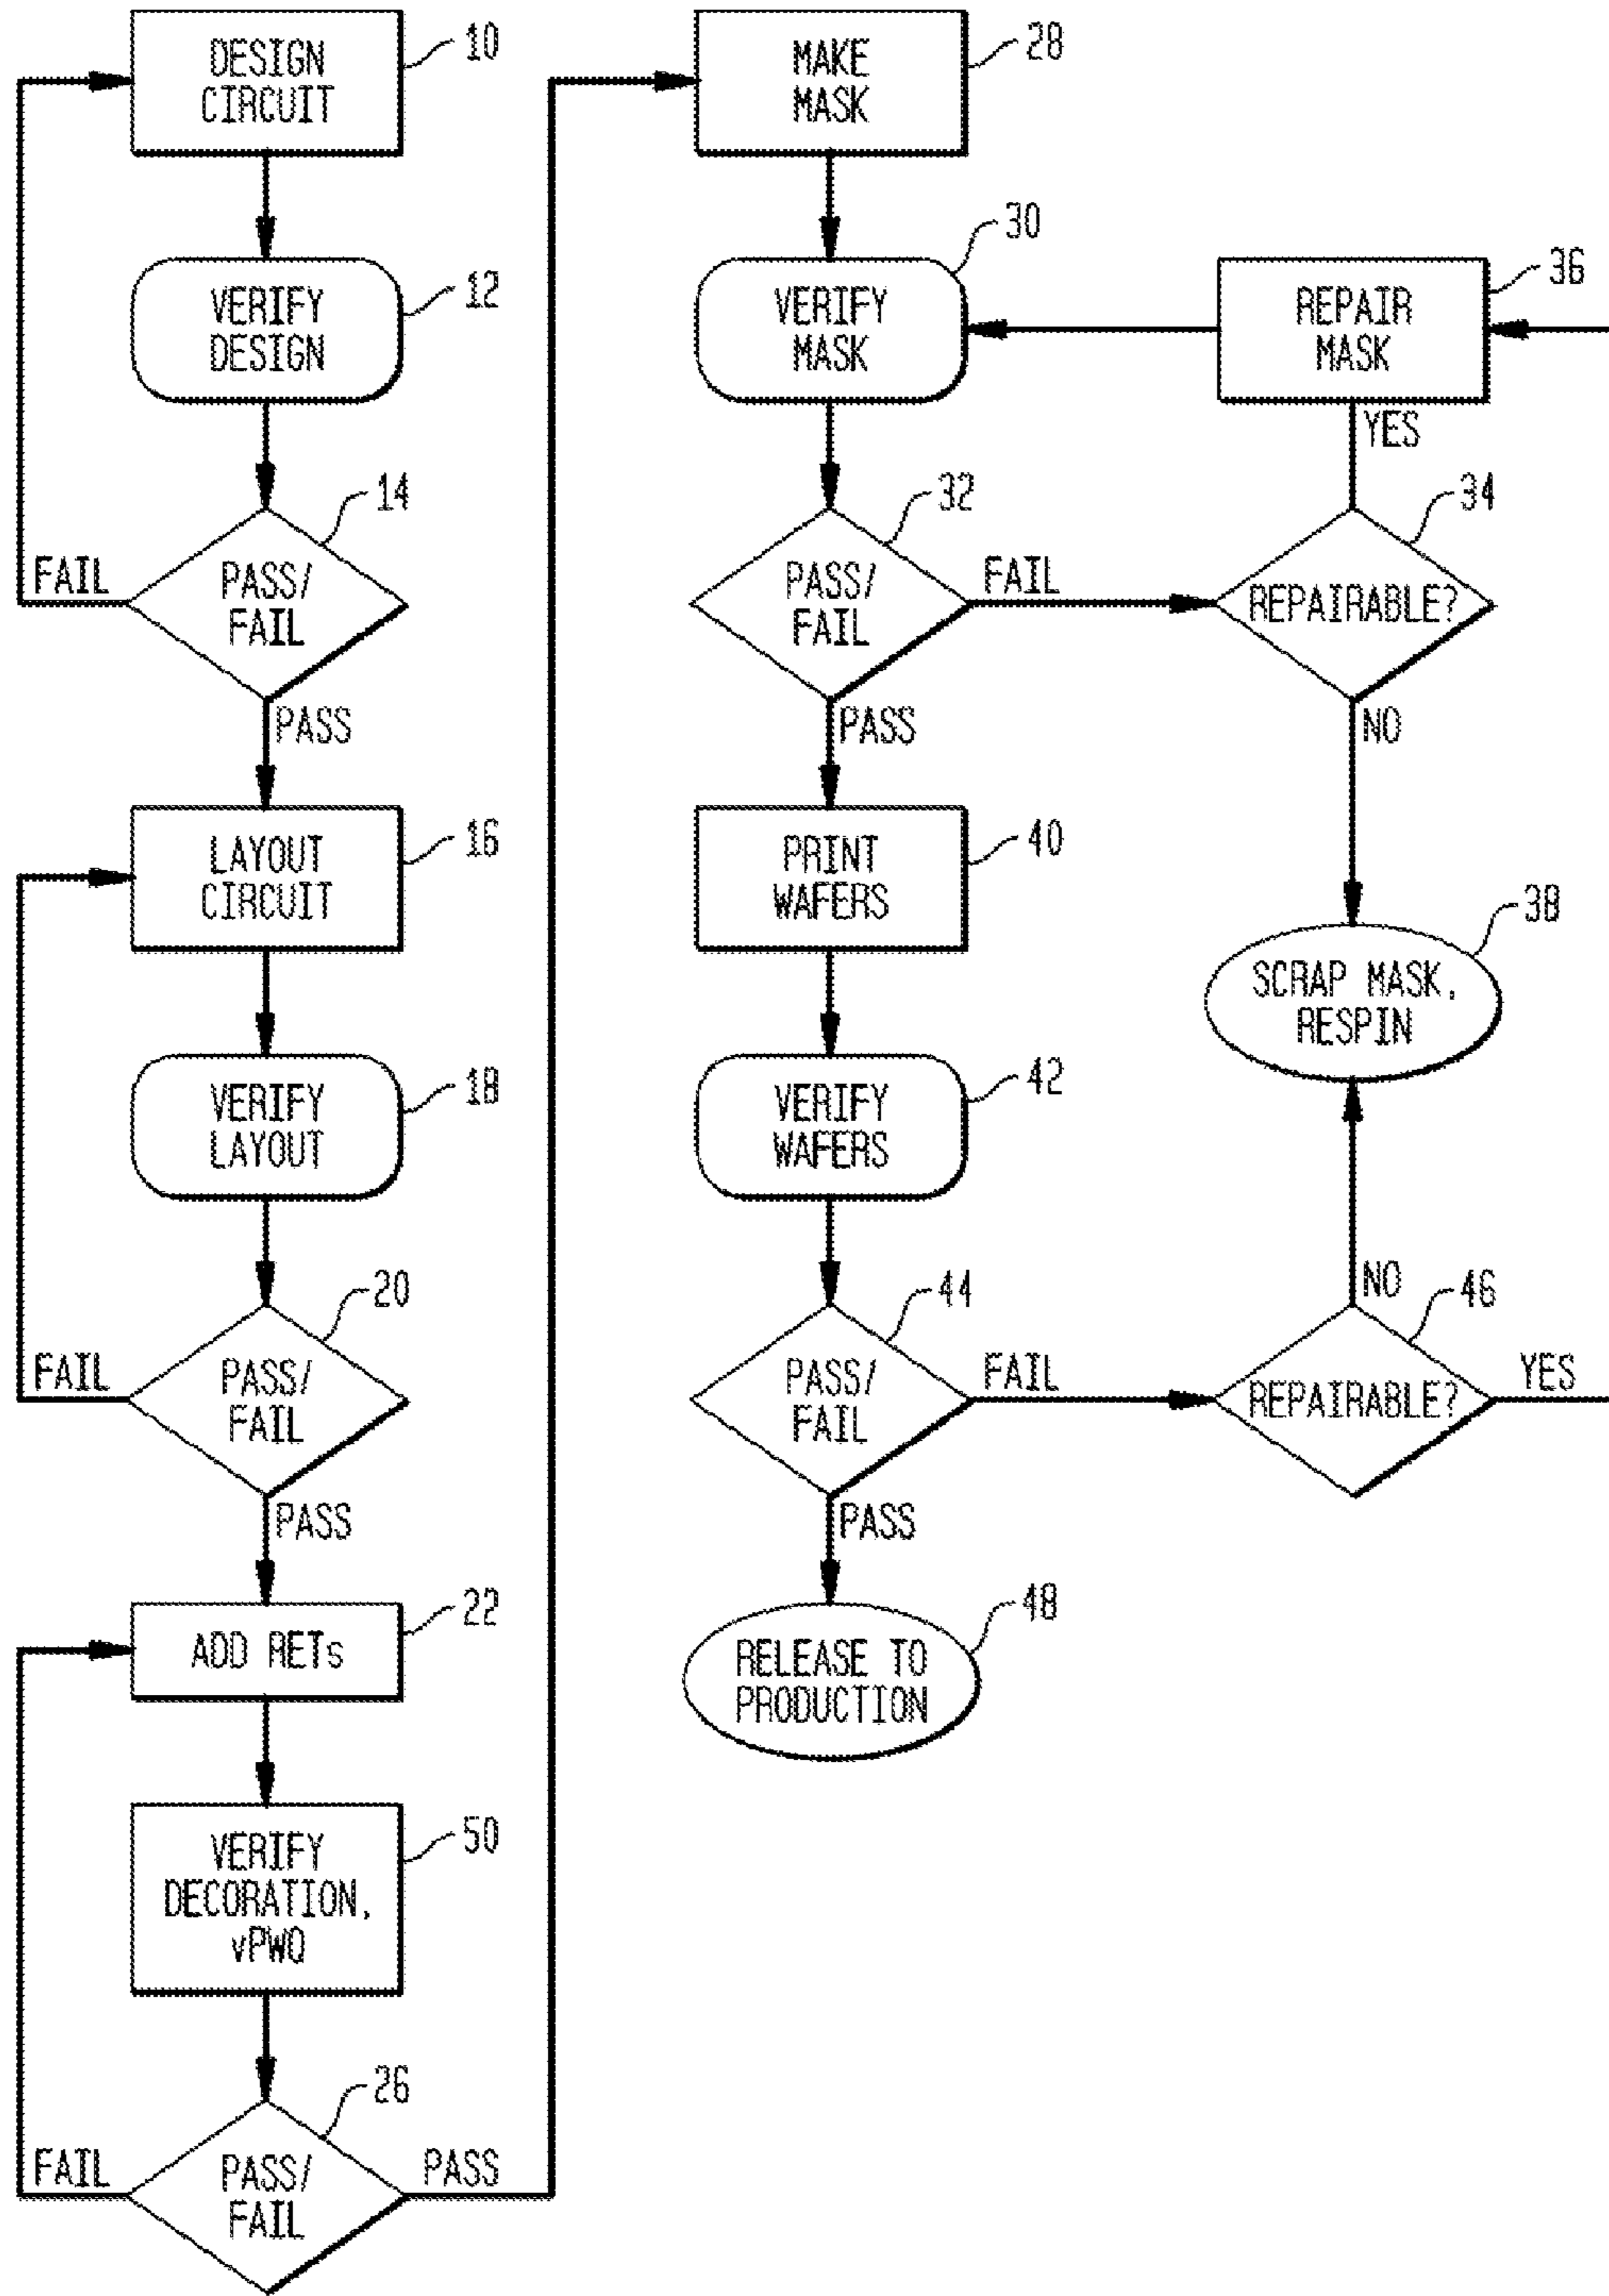 DESIGN
CIRCUIT
10
VERIFY
DESIGN
12
14
PASS/
FAIL
FAIL
PASS
LAYOUT
CIRCUIT
16
VERIFY
LAYOUT
18
20
PASS/
FAIL
FAIL
PASS
22
ADD RETs
VERIFY
DECORATION,
vPWQ
50
26
PASS/
FAIL
FAIL
PASS
MAKE
MASK
28
30
VERIFY
MASK
REPAIR
MASK
36
YES
32
PASS/
FAIL
FAIL
34
REPAIRABLE?
PASS
NO
PRINT
WAFERS
40
38
SCRAP MASK,
RESPIN
VERIFY
WAFERS
42
NO
44
PASS/
FAIL
FAIL
46
REPAIRABLE?
YES
PASS
48
RELEASE TO
PRODUCTION